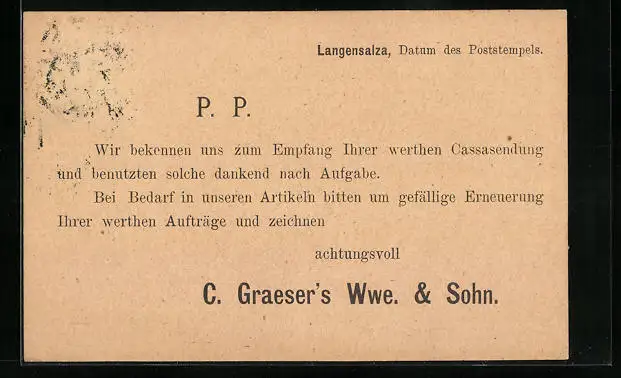 Langensalza, Datum des Poststempels.
P. P.
Wir bekennen uns zum Empfang Ihrer werthen Cassasendung
und benutzten solche dankend nach Aufgabe.
Bei Bedarf in unseren Artikeln bitten um gefällige Erneuerung
Ihrer werthen Aufträge und zeichnen
achtungsvoll
C. Graeser's Wwe. & Sohn.